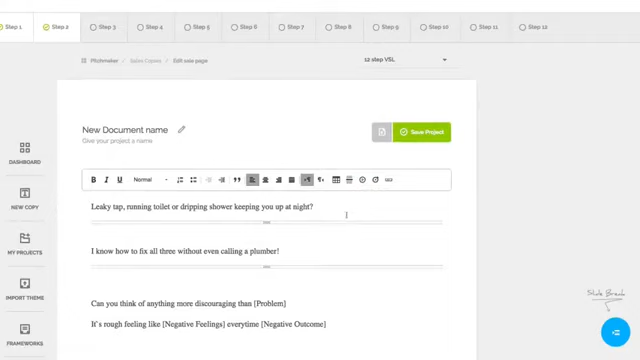 Step 1
Step 2
Step 3
Step 4
Step 5
Step 6
Step 7
Step 8
Step 9
Step 10
Step 11
Step 12
Pitchmaker / Sales Copies / Edit sale page
12 step VSL
New Document name
Give your project a name
Save Project
B I U Normal
Leaky tap, running toilet or dripping shower keeping you up at night?
I know how to fix all three without even calling a plumber!
Can you think of anything more discouraging than [Problem]
It's rough feeling like [Negative Feelings] everytime [Negative Outcome]
DASHBOARD
NEW COPY
MY PROJECTS
IMPORT THEME
FRAMEWORKS
Slide Break